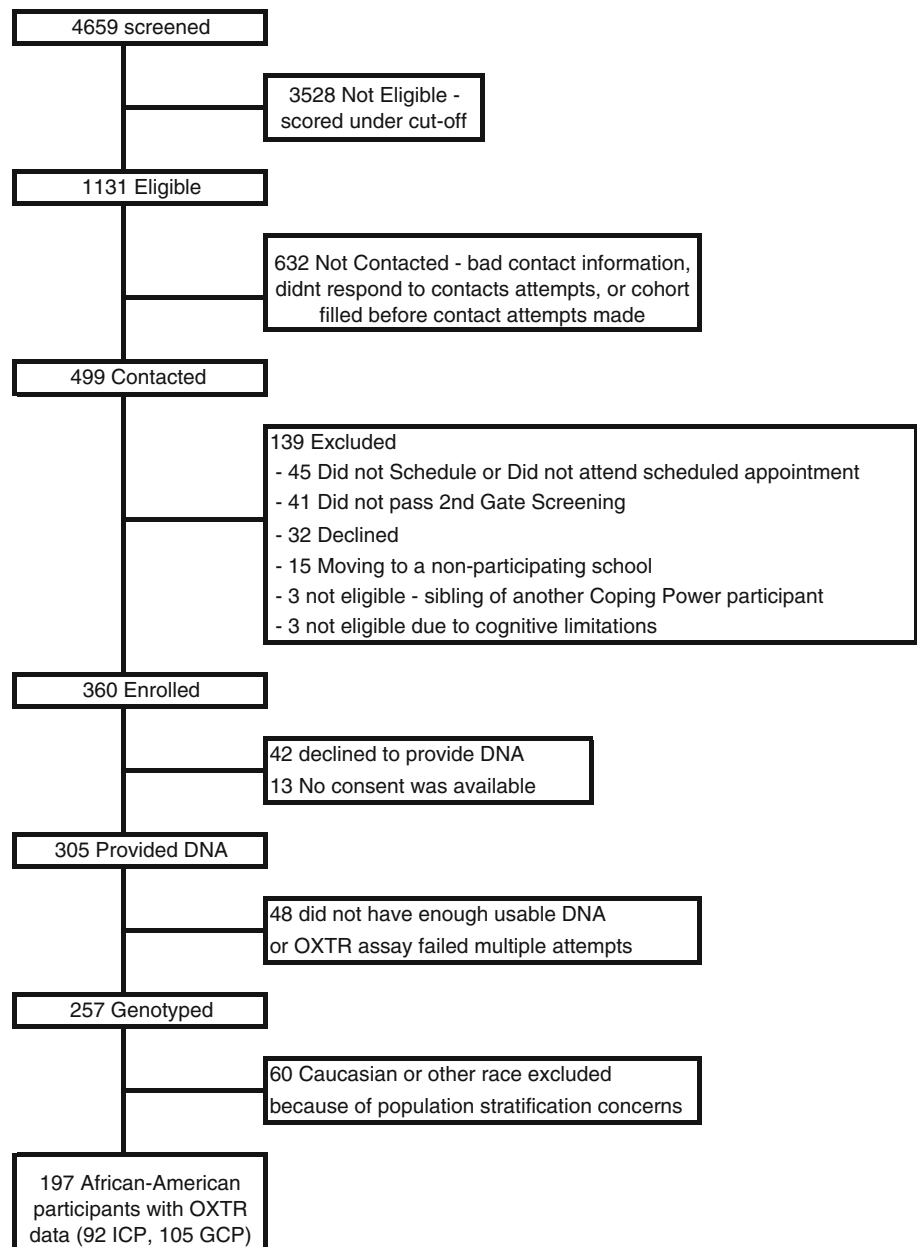 4659 screened
3528 Not Eligible -
scored under cut-off
1131 Eligible
632 Not Contacted - bad contact information,
didnt respond to contacts attempts, or cohort
filled before contact attempts made
499 Contacted
139 Excluded
- 45 Did not Schedule or Did not attend scheduled appointment
- 41 Did not pass 2nd Gate Screening
- 32 Declined
- 15 Moving to a non-participating school
- 3 not eligible - sibling of another Coping Power participant
- 3 not eligible due to cognitive limitations
360 Enrolled
42 declined to provide DNA
13 No consent was available
305 Provided DNA
48 did not have enough usable DNA
or OXTR assay failed multiple attempts
257 Genotyped
60 Caucasian or other race excluded
because of population stratification concerns
197 African-American
participants with OXTR
data (92 ICP, 105 GCP)